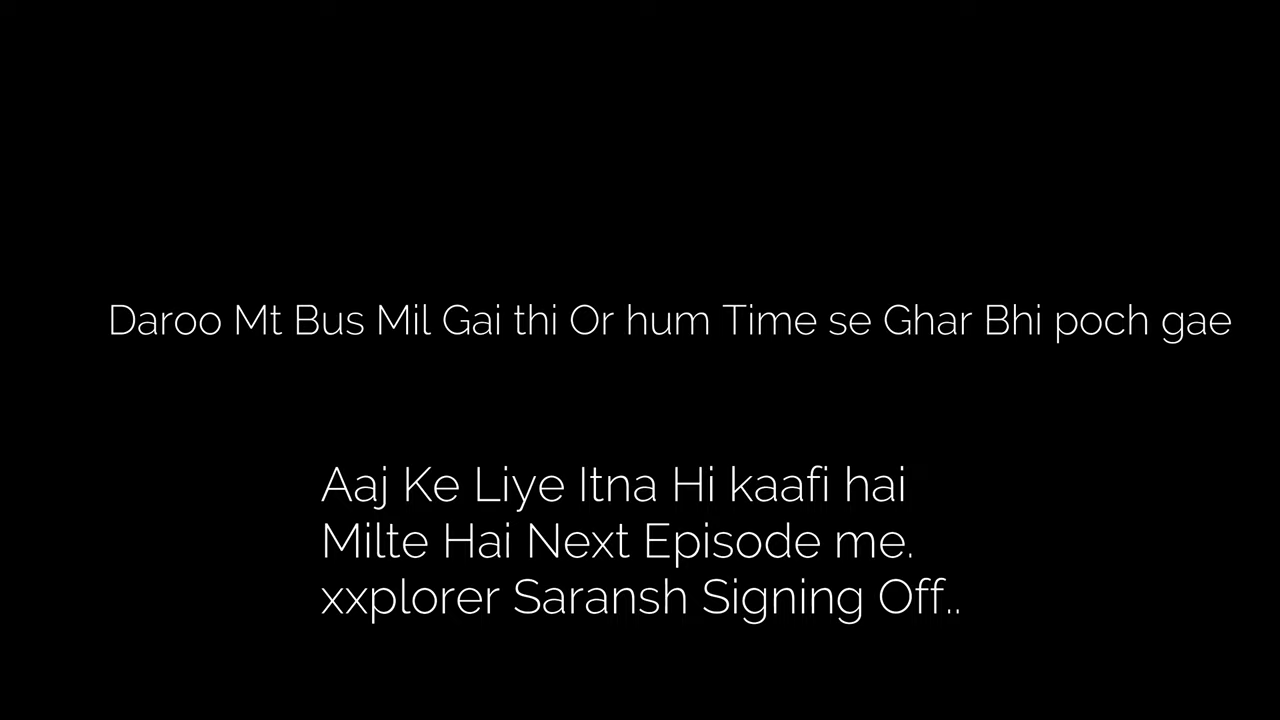 Daroo Mt Bus Mil Gai thi Or hum Time se Ghar Bhi poch gae
Aaj Ke Liye Itna Hi kaafi hai
Milte Hai Next Episode me.
xxplorer Saransh Signing Off..